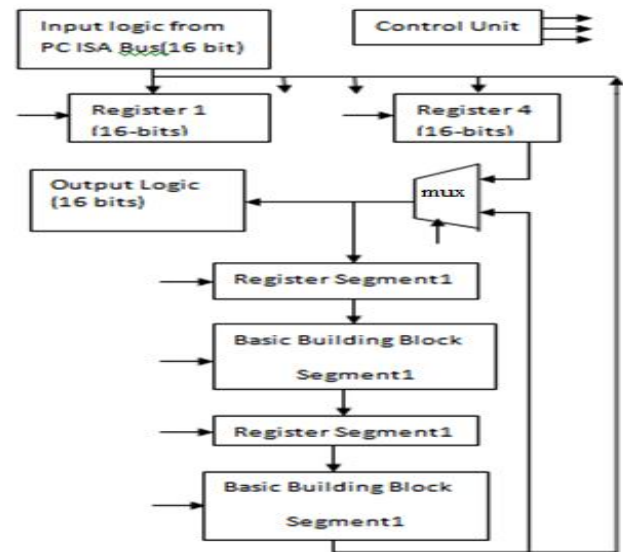 Input logic from
PC ISA Bus(16 bit)
Control Unit
Register 1
(16-bits)
Register 4
(16-bits)
Output Logic
(16 bits)
mux
Register Segment1
Basic Building Block
Segment1
Register Segment1
Basic Building Block
Segment1